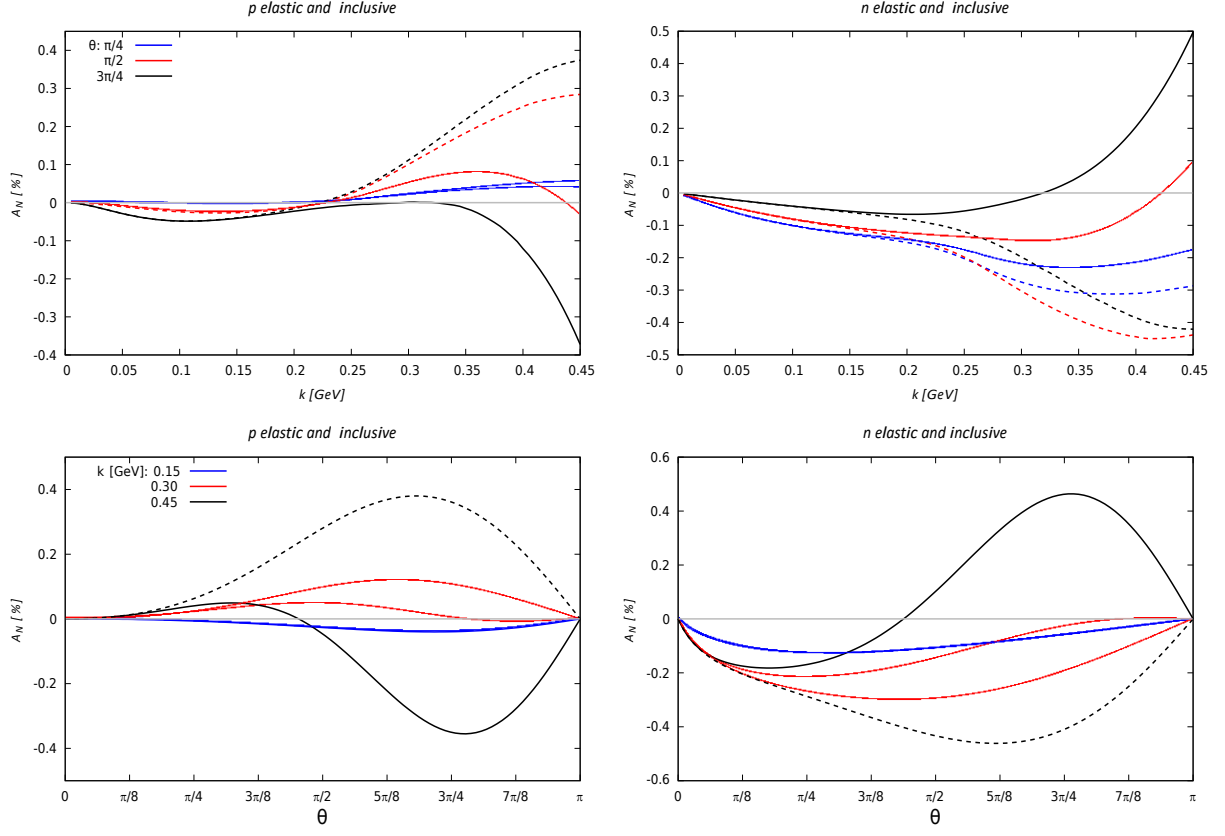 p elastic and inclusive
A_N [%]
0.4
0.3
0.2
0.1
0
-0.1
-0.2
-0.3
-0.4
θ: π/4
π/2
3π/4
0 0.05 0.1 0.15 0.2 0.25 0.3 0.35 0.4 0.45
k [GeV]
n elastic and inclusive
A_N [%]
0.5
0.4
0.3
0.2
0.1
0
-0.1
-0.2
-0.3
-0.4
-0.5
0 0.05 0.1 0.15 0.2 0.25 0.3 0.35 0.4 0.45
k [GeV]
p elastic and inclusive
A_N [%]
0.4
0.2
0
-0.2
-0.4
k [GeV]: 0.15
0.30
0.45
0 π/8 π/4 3π/8 π/2 5π/8 3π/4 7π/8 π
θ
n elastic and inclusive
A_N [%]
0.6
0.4
0.2
0
-0.2
-0.4
-0.6
0 π/8 π/4 3π/8 π/2 5π/8 3π/4 7π/8 π
θ